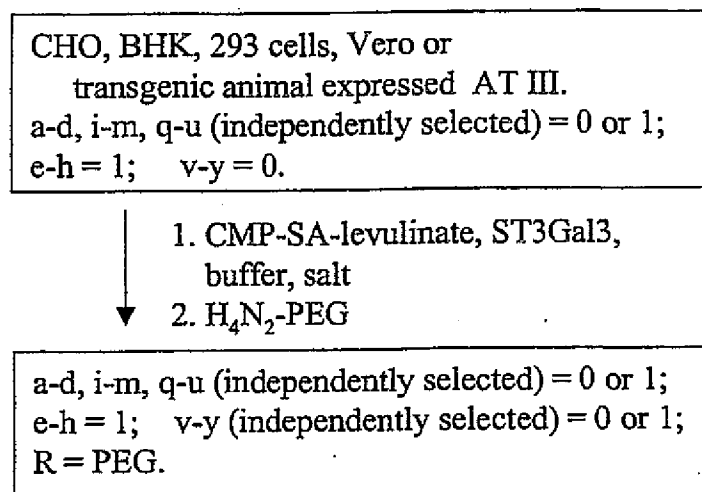 CHO, BHK, 293 cells, Vero or
transgenic animal expressed AT III.
a-d, i-m, q-u (independently selected) = 0 or 1;
e-h = 1; v-y = 0.
1. CMP-SA-levulinate, ST3Gal3,
buffer, salt
2. H₄N₂-PEG
a-d, i-m, q-u (independently selected) = 0 or 1;
e-h = 1; v-y (independently selected) = 0 or 1;
R = PEG.